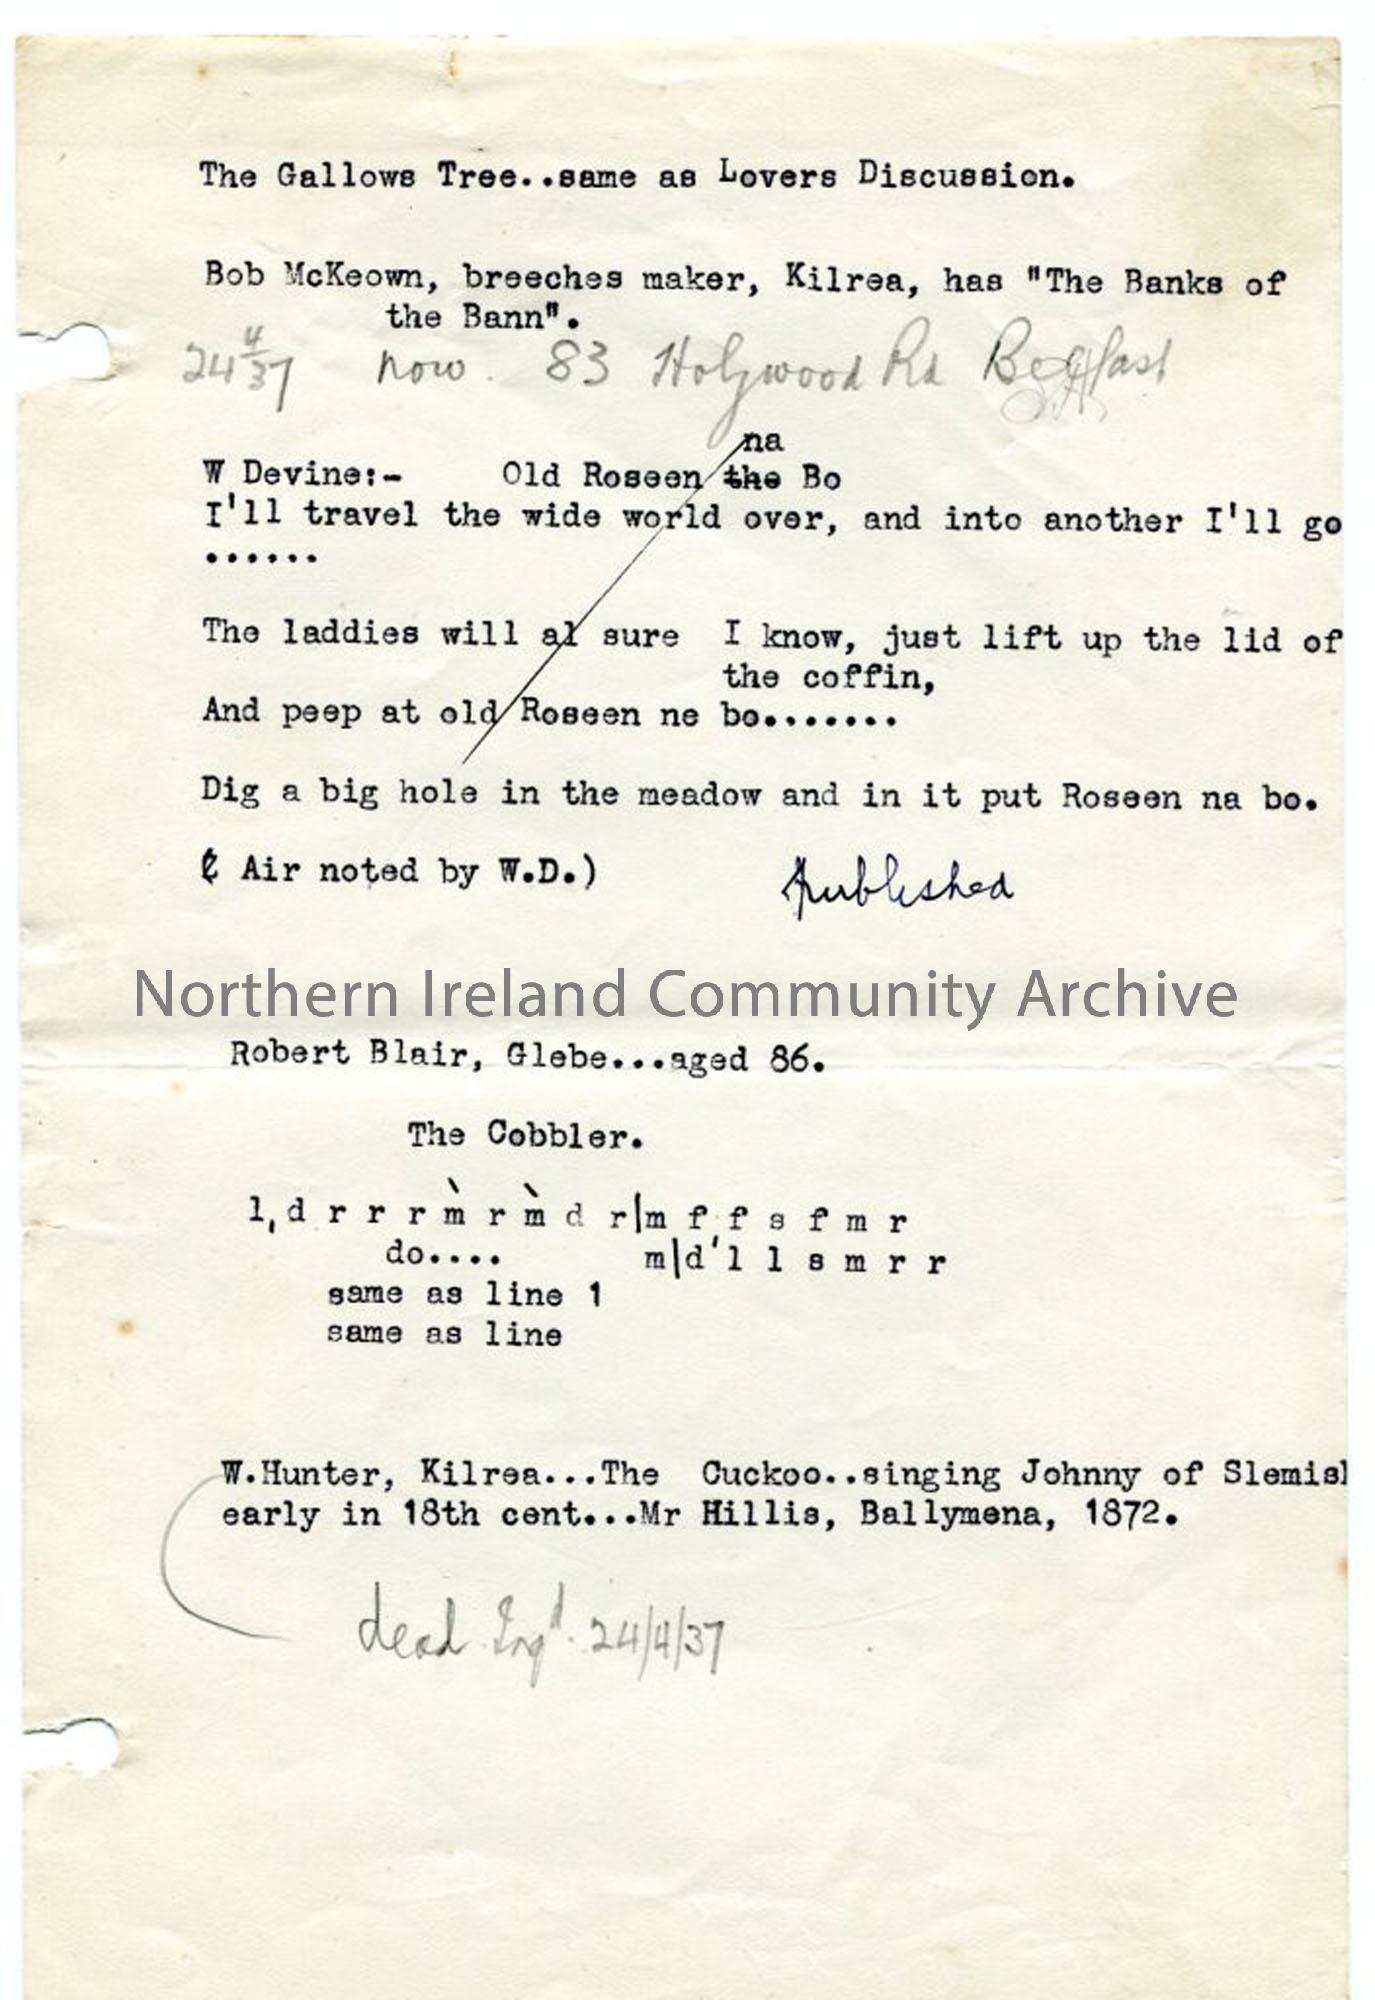 The Gallows Tree..same as Lovers Discussion.
Bob McKeown, breeches maker, Kilrea, has "The Banks of
the Bann".
24 4/37 now. 83 Holywood Rd Belfast
na
W Devine:- Old Roseen the Bo
I'll travel the wide world over, and into another I'll go
......
The laddies will al sure I know, just lift up the lid of
the coffin,
And peep at old Roseen ne bo.......
Dig a big hole in the meadow and in it put Roseen na bo.
( Air noted by W.D.) published
Northern Ireland Community Archive
Robert Blair, Glebe...aged 86.
The Cobbler.
l,d r r r m̀ r m̀ d r|m f f s f m r
do.... m|d'l l s m r r
same as line 1
same as line
W.Hunter, Kilrea...The Cuckoo..singing Johnny of Slemis
early in 18th cent...Mr Hillis, Ballymena, 1872.
dead Inqd. 24/4/37